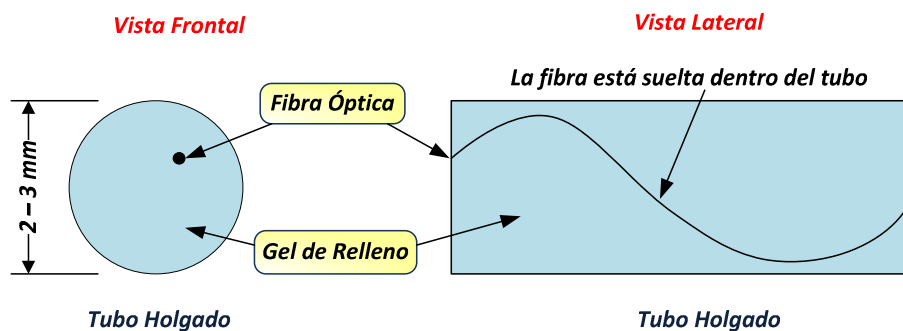 Vista Frontal
Vista Lateral
La fibra está suelta dentro del tubo
Fibra Óptica
2 – 3 mm
Gel de Relleno
Tubo Holgado
Tubo Holgado